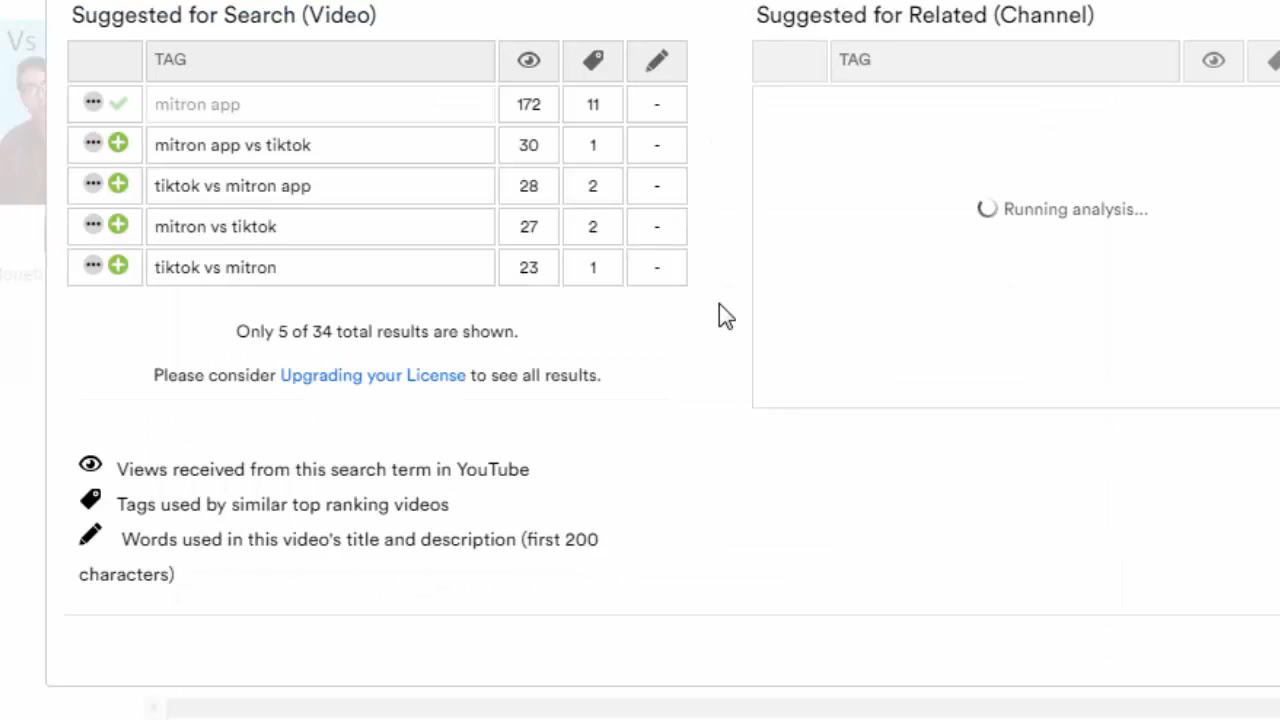 Suggested for Search (Video)
TAG
mitron app 172 11 -
mitron app vs tiktok 30 1 -
tiktok vs mitron app 28 2 -
mitron vs tiktok 27 2 -
tiktok vs mitron 23 1 -
Only 5 of 34 total results are shown.
Please consider Upgrading your License to see all results.
Views received from this search term in YouTube
Tags used by similar top ranking videos
Words used in this video's title and description (first 200
characters)
Suggested for Related (Channel)
TAG
Running analysis...
Vs